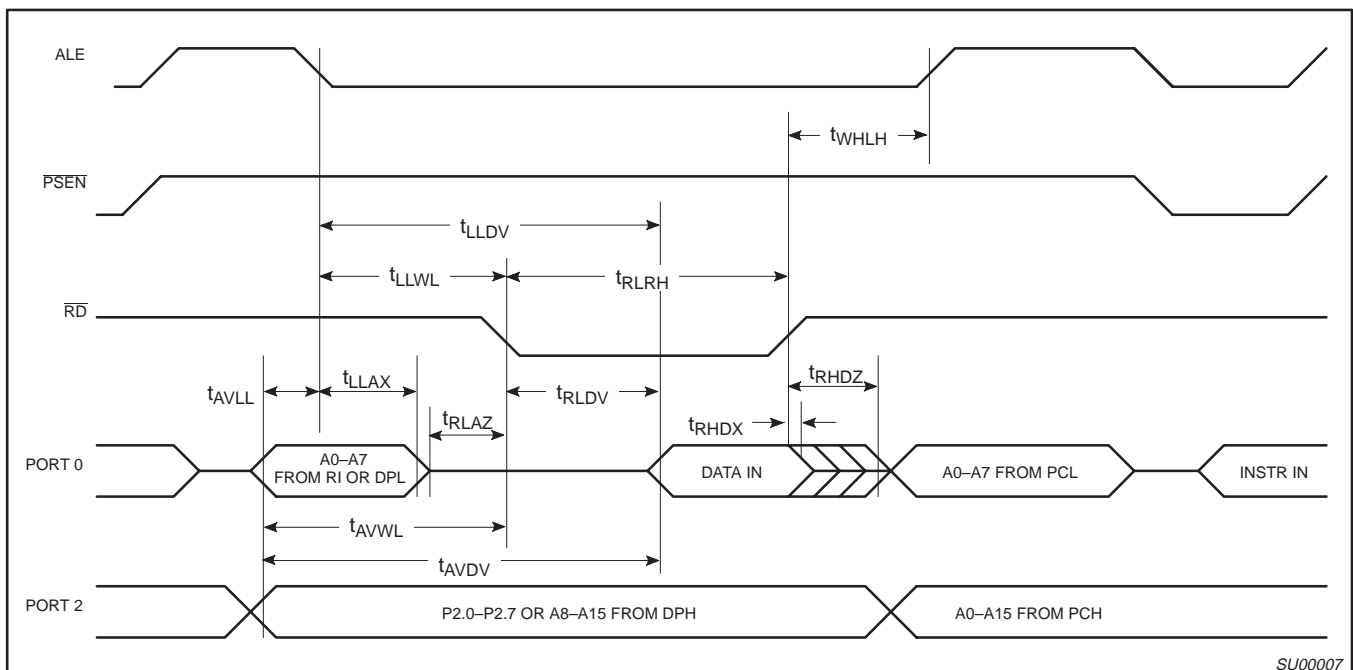 ALE
tWHLH
PSEN
tLLDV
tLLWL
tRLRH
RD
tAVLL
tLLAX
tRLDV
tRHDZ
tRLAZ
tRHDX
PORT 0
A0–A7
FROM RI OR DPL
DATA IN
A0–A7 FROM PCL
INSTR IN
tAVWL
tAVDV
PORT 2
P2.0–P2.7 OR A8–A15 FROM DPH
A0–A15 FROM PCH
SU00007